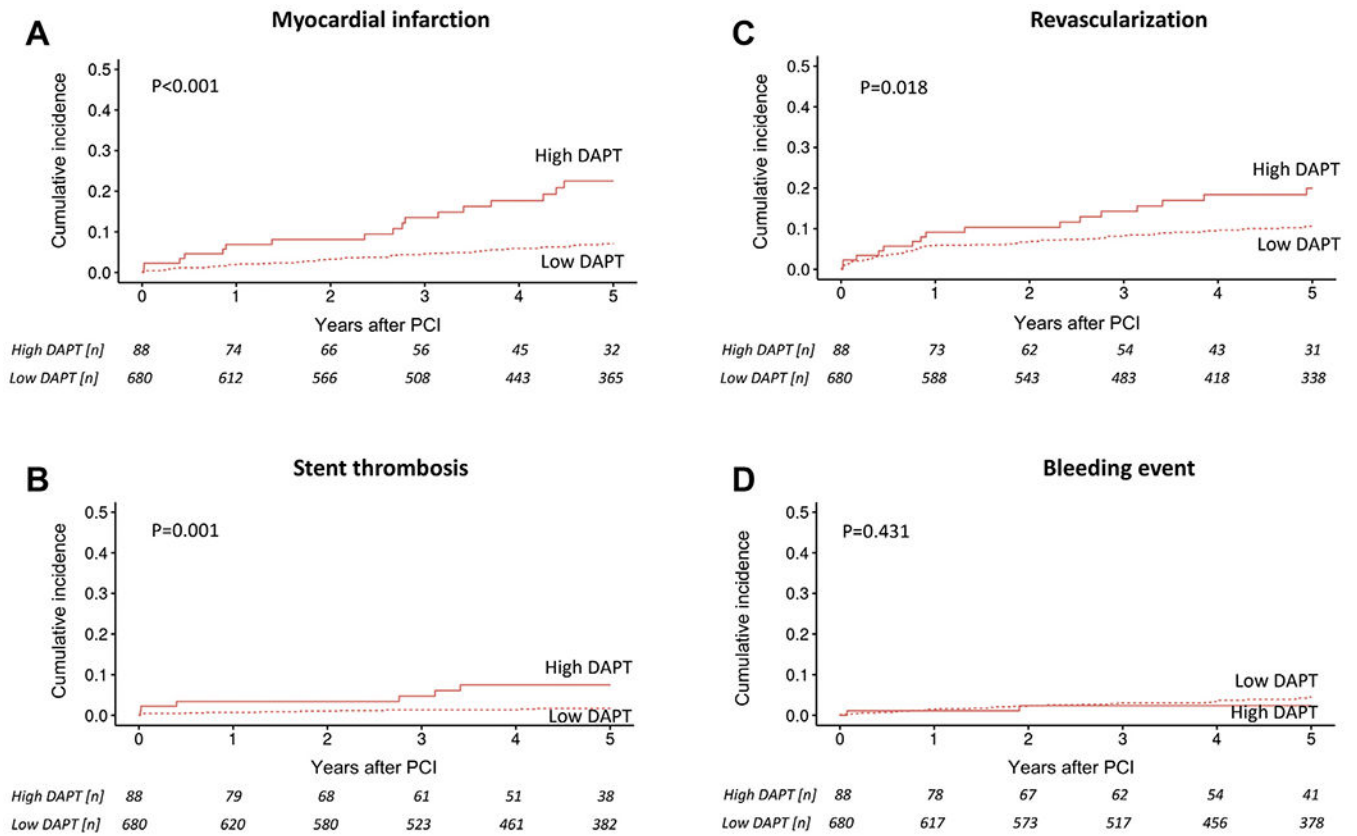 A
Myocardial infarction
Cumulative incidence
0.5
0.4
0.3
0.2
0.1
0.0
P<0.001
High DAPT
Low DAPT
0 1 2 3 4 5
Years after PCI
High DAPT [n] 88 74 66 56 45 32
Low DAPT [n] 680 612 566 508 443 365
C
Revascularization
Cumulative incidence
0.5
0.4
0.3
0.2
0.1
0.0
P=0.018
High DAPT
Low DAPT
0 1 2 3 4 5
Years after PCI
High DAPT [n] 88 73 62 54 43 31
Low DAPT [n] 680 588 543 483 418 338
B
Stent thrombosis
Cumulative incidence
0.5
0.4
0.3
0.2
0.1
0.0
P=0.001
High DAPT
Low DAPT
0 1 2 3 4 5
Years after PCI
High DAPT [n] 88 79 68 61 51 38
Low DAPT [n] 680 620 580 523 461 382
D
Bleeding event
Cumulative incidence
0.5
0.4
0.3
0.2
0.1
0.0
P=0.431
Low DAPT
High DAPT
0 1 2 3 4 5
Years after PCI
High DAPT [n] 88 78 67 62 54 41
Low DAPT [n] 680 617 573 517 456 378